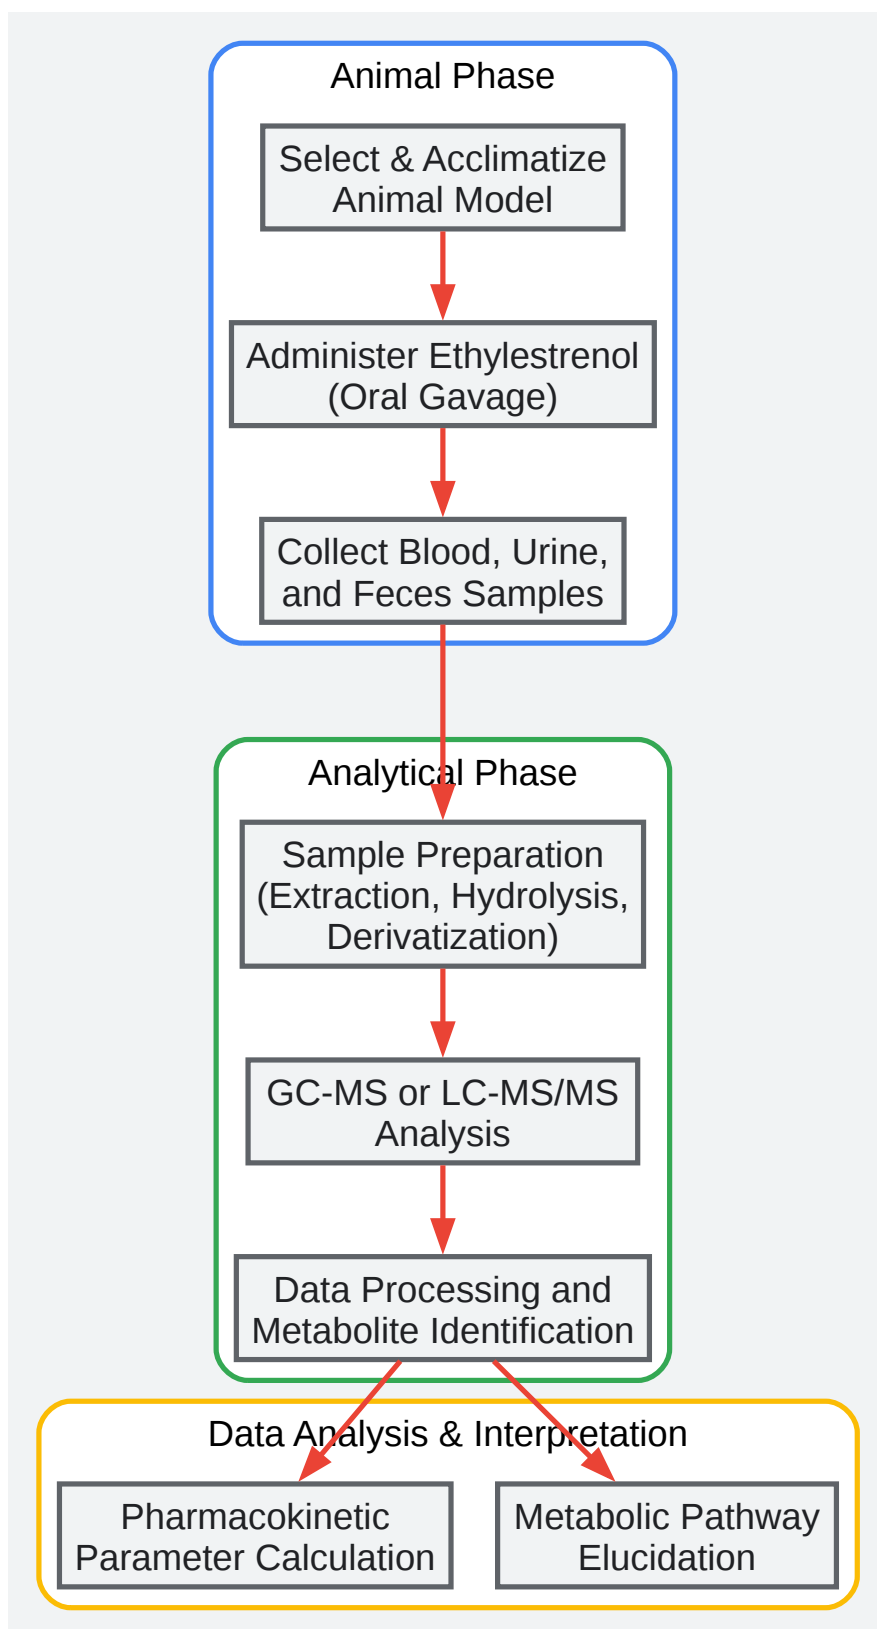 Animal Phase
Select & Acclimatize
Animal Model
Administer Ethylestrenol
(Oral Gavage)
Collect Blood, Urine,
and Feces Samples
Analytical Phase
Sample Preparation
(Extraction, Hydrolysis,
Derivatization)
GC-MS or LC-MS/MS
Analysis
Data Processing and
Metabolite Identification
Data Analysis & Interpretation
Pharmacokinetic
Parameter Calculation
Metabolic Pathway
Elucidation